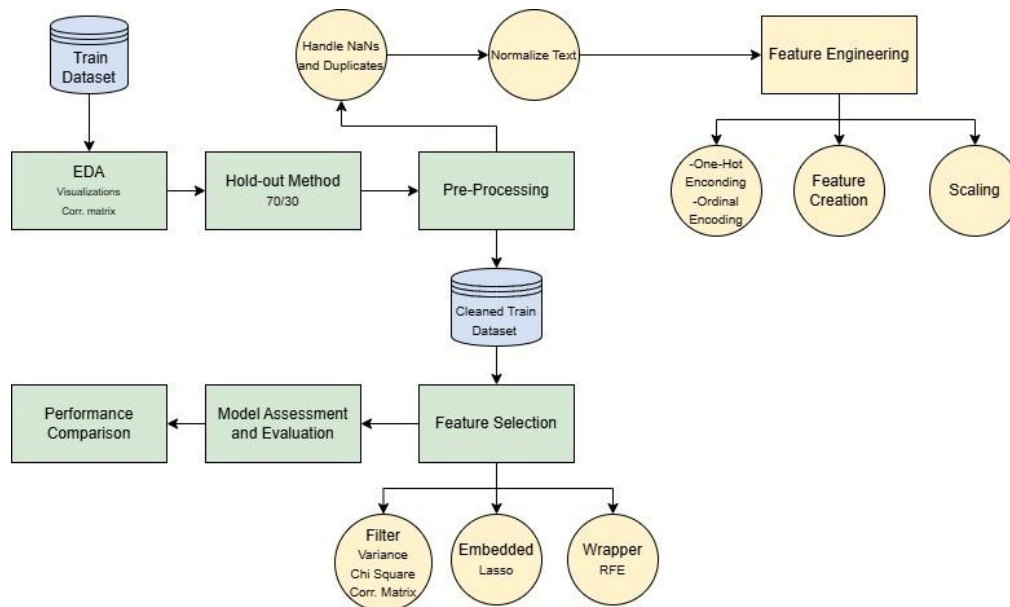 Train
Dataset
Handle NaNs
and Duplicates
Normalize Text
Feature Engineering
EDA
Visualizations
Corr. matrix
Hold-out Method
70/30
Pre-Processing
-One-Hot
Enconding
-Ordinal
Encoding
Feature
Creation
Scaling
Cleaned Train
Dataset
Performance
Comparison
Model Assessment
and Evaluation
Feature Selection
Filter
Variance
Chi Square
Corr. Matrix
Embedded
Lasso
Wrapper
RFE